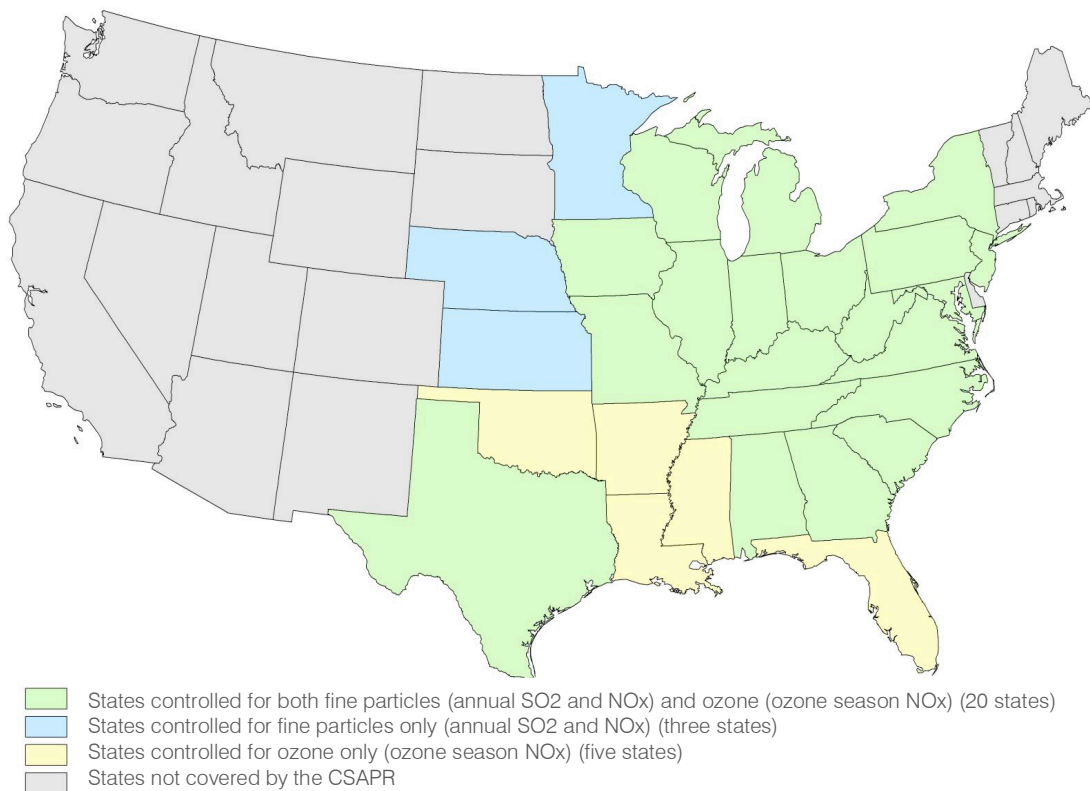 States controlled for both fine particles (annual SO2 and NOx) and ozone (ozone season NOx) (20 states)
States controlled for fine particles only (annual SO2 and NOx) (three states)
States controlled for ozone only (ozone season NOx) (five states)
States not covered by the CSAPR